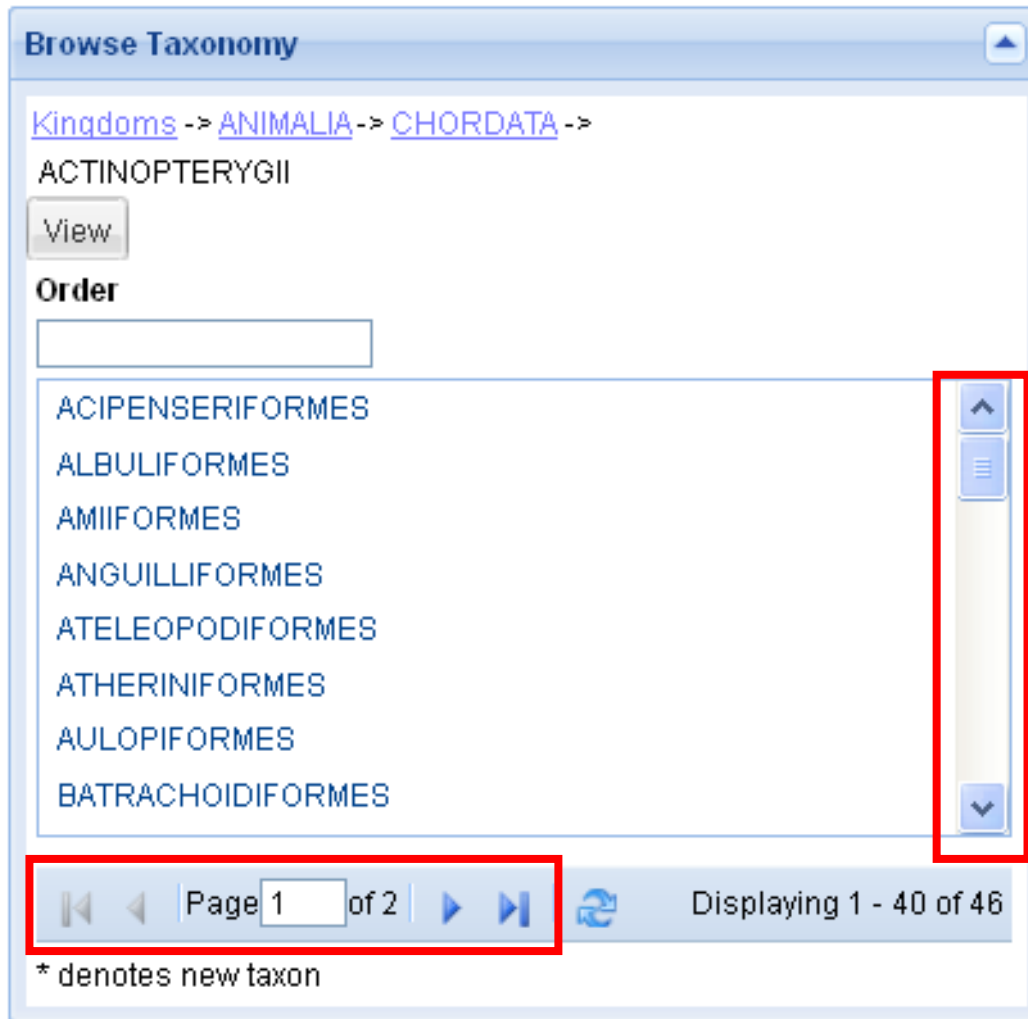 Browse Taxonomy
Kingdoms -> ANIMALIA -> CHORDATA ->
ACTINOPTERYGII
View
Order
ACIPENSERIFORMES
ALBULIFORMES
AMIIFORMES
ANGUILLIFORMES
ATELEOPODIFORMES
ATHERINIFORMES
AULOPIFORMES
BATRACHOIDIFORMES
Page 1 of 2 Displaying 1 - 40 of 46
* denotes new taxon